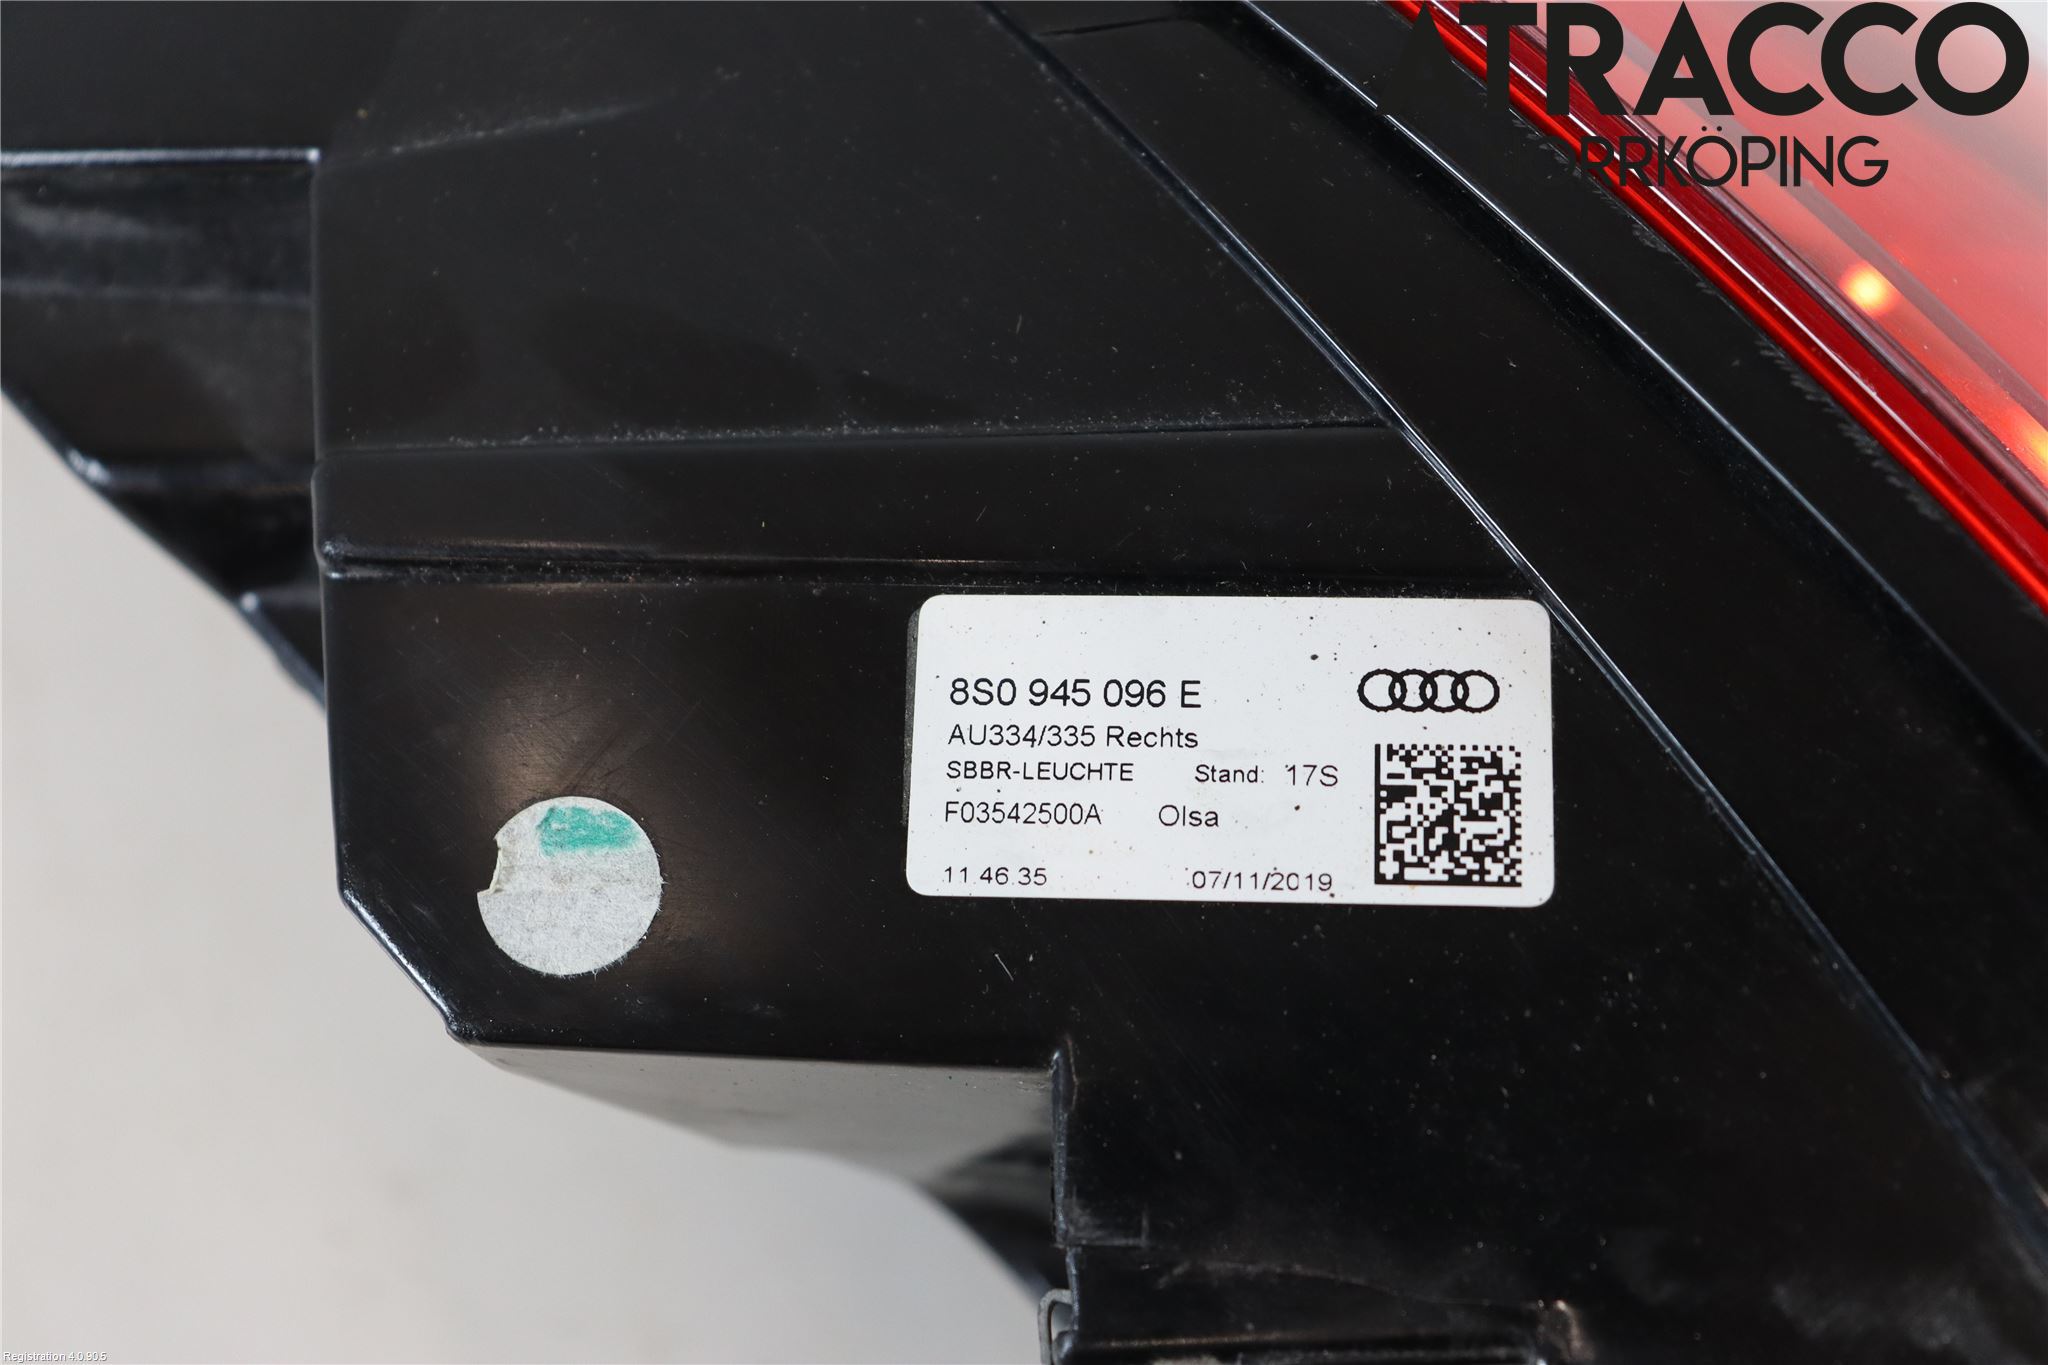 ATRACCO
NORRKÖPING
8S0 945 096 E
AU334/335 Rechts
SBBR-LEUCHTE Stand: 17S
F03542500A Olsa
11.46.35 07/11/2019
Registration 4.0.90.5